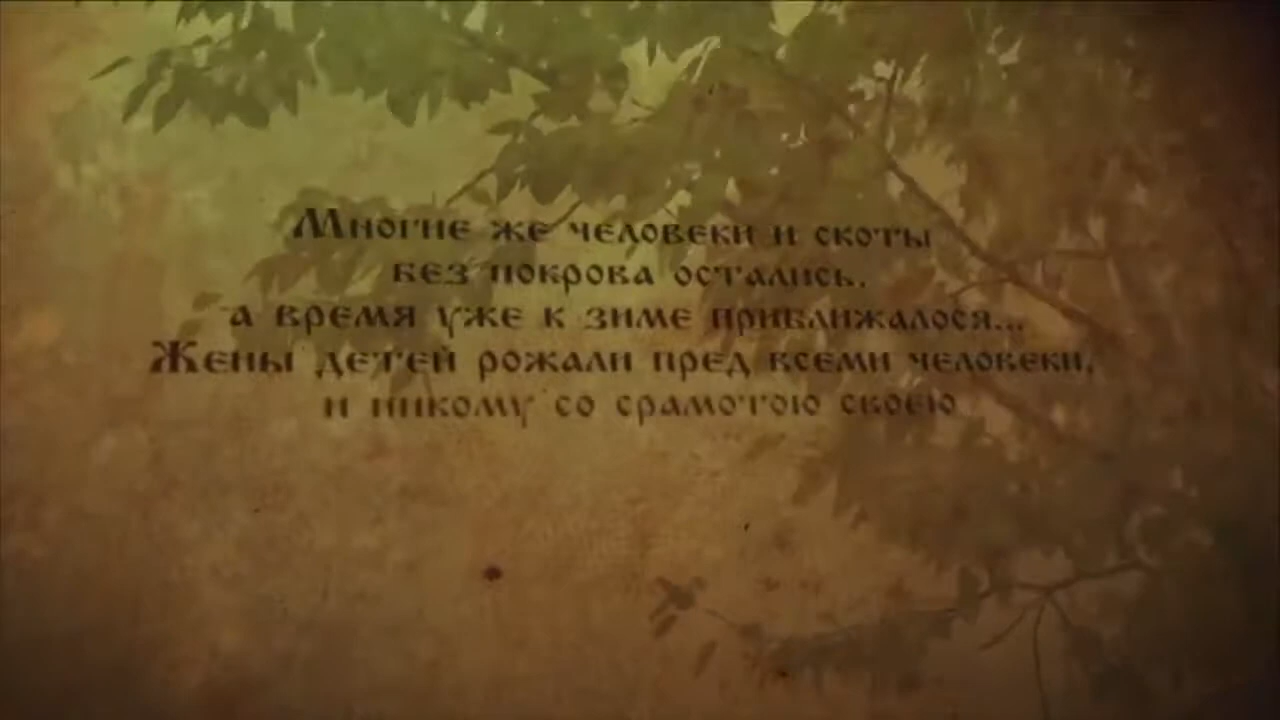 Многие же человеки и скоты
без покрова остались,
а время уже к зиме приближалося...
Жены детей рожали пред всеми человеки,
и никому со срамотою своею